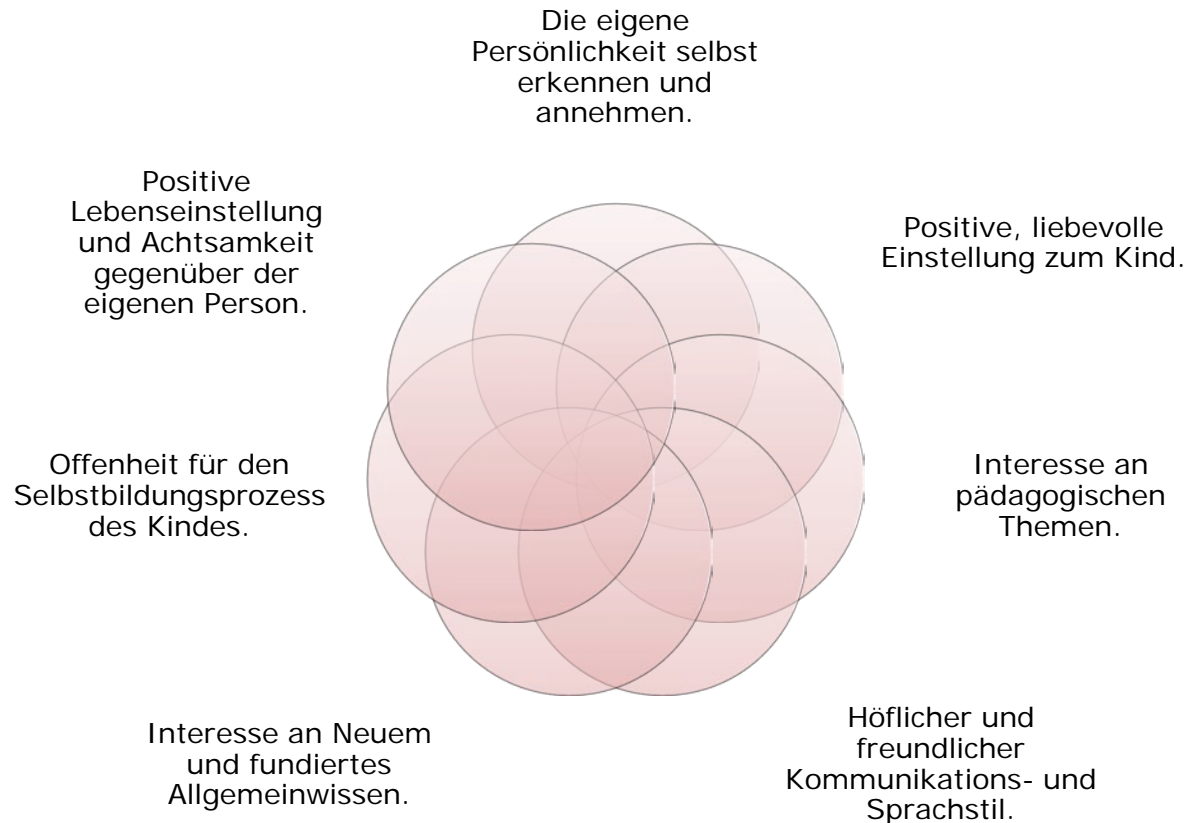 Die eigene
Persönlichkeit selbst
erkennen und
annehmen.
Positive, liebevolle
Einstellung zum Kind.
Interesse an
pädagogischen
Themen.
Höflicher und
freundlicher
Kommunikations- und
Sprachstil.
Interesse an Neuem
und fundiertes
Allgemeinwissen.
Offenheit für den
Selbstbildungsprozess
des Kindes.
Positive
Lebenseinstellung
und Achtsamkeit
gegenüber der
eigenen Person.